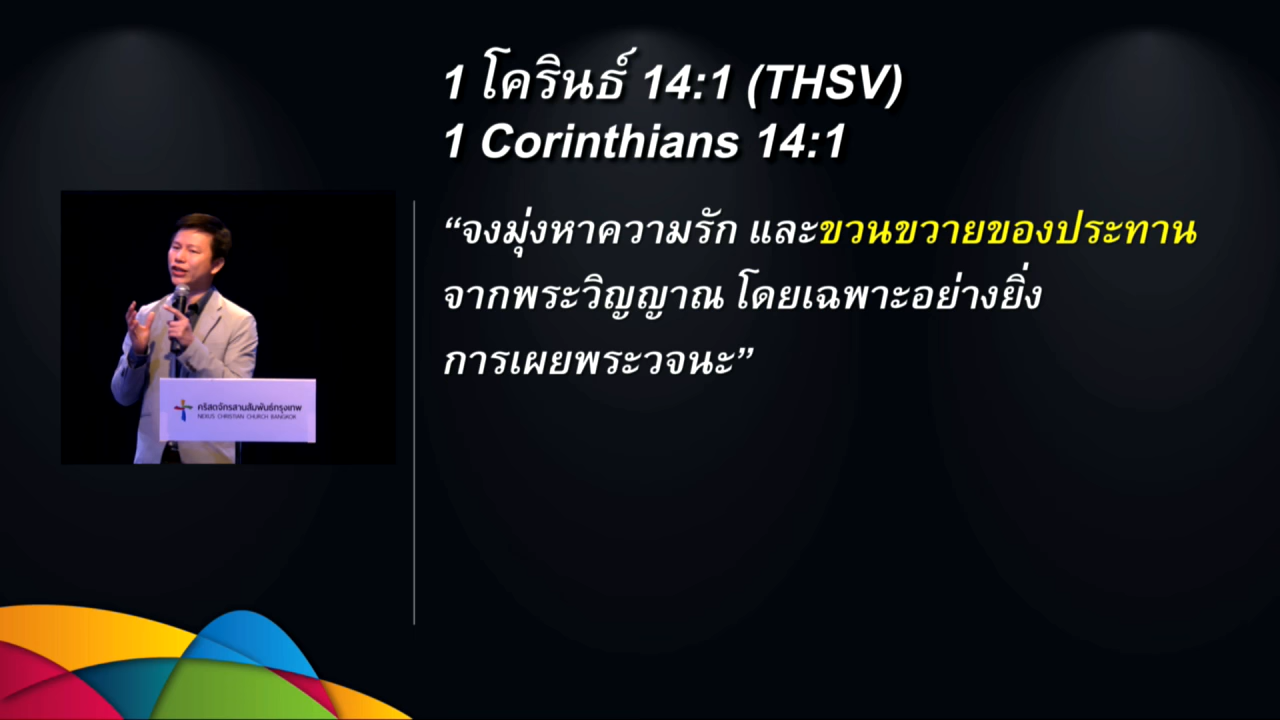 1 โครินธ์ 14:1 (THSV)
1 Corinthians 14:1
“จงมุ่งหาความรัก และขวนขวายของประทาน
จากพระวิญญาณ โดยเฉพาะอย่างยิ่ง
การเผยพระวจนะ”
คริสตจักรสานสัมพันธ์กรุงเทพ
NEXUS CHRISTIAN CHURCH BANGKOK